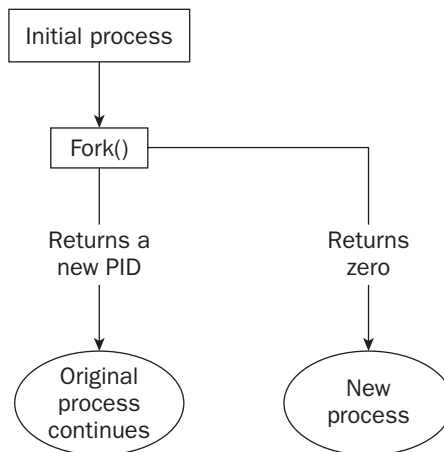 Initial process
Fork()
Returns a
new PID
Returns
zero
Original
process
continues
New
process